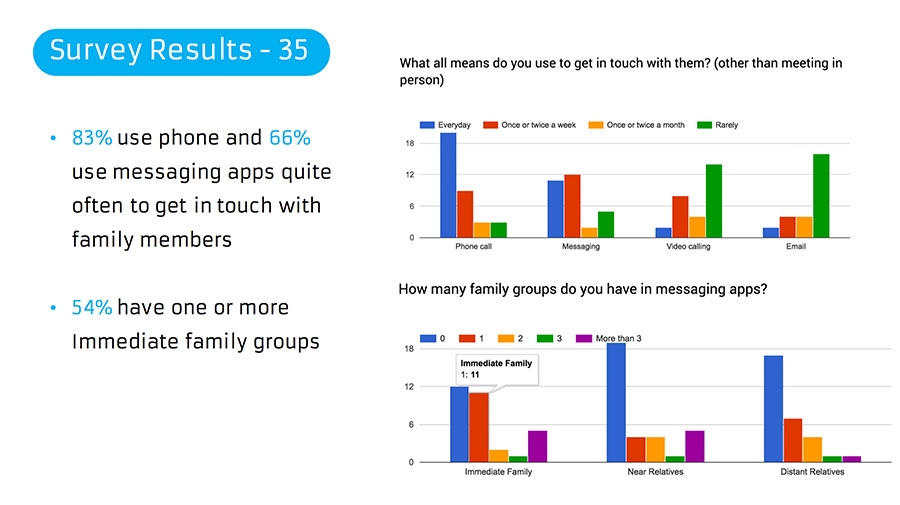 Survey Results - 35
• 83% use phone and 66%
use messaging apps quite
often to get in touch with
family members
• 54% have one or more
Immediate family groups
What all means do you use to get in touch with them? (other than meeting in
person)
Everyday Once or twice a week Once or twice a month Rarely
18
12
6
0
Phone call Messaging Video calling Email
How many family groups do you have in messaging apps?
0 1 2 3 More than 3
18
Immediate Family
1: 11
12
6
0
Immediate Family Near Relatives Distant Relatives